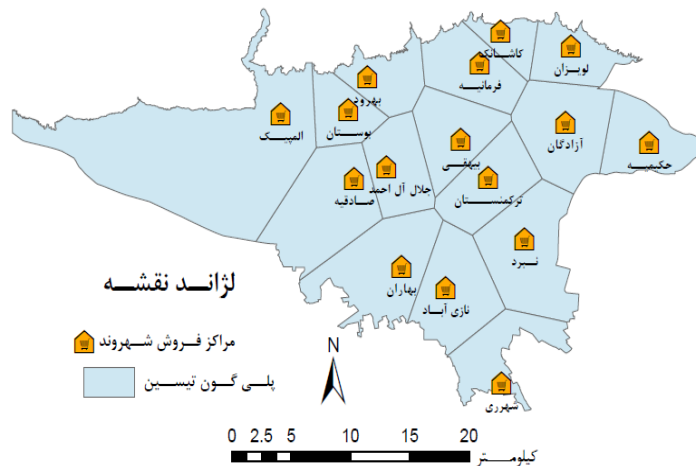 کاشانک
لویزان
فرمانیه
بهرود
بوستان
المپیک
آزادگان
حکیمیه
بیهقی
جلال آل احمد
صادقیه
ترکمنستان
نبرد
بهاران
نازی آباد
شهرری
لژاند نقشه
مراکز فروش شهروند
پلی گون تیسین
N
0 2.5 5 10 15 20
کیلومتر